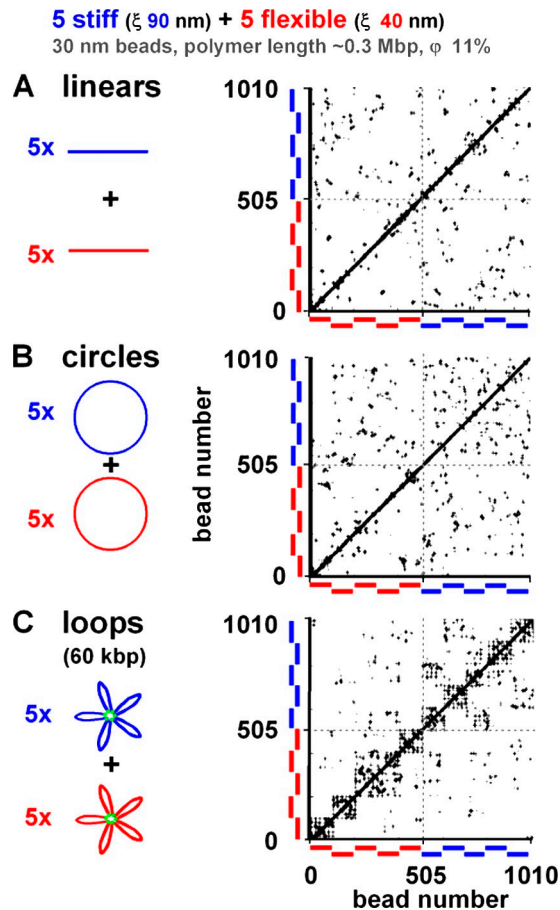 5 stiff (ξ 90 nm) + 5 flexible (ξ 40 nm)
30 nm beads, polymer length ~0.3 Mbp, φ 11%
A linears
5x
+
5x
1010
505
0
B circles
5x
+
5x
bead number
1010
505
0
C loops
(60 kbp)
5x
+
5x
1010
505
0
0 505 1010
bead number